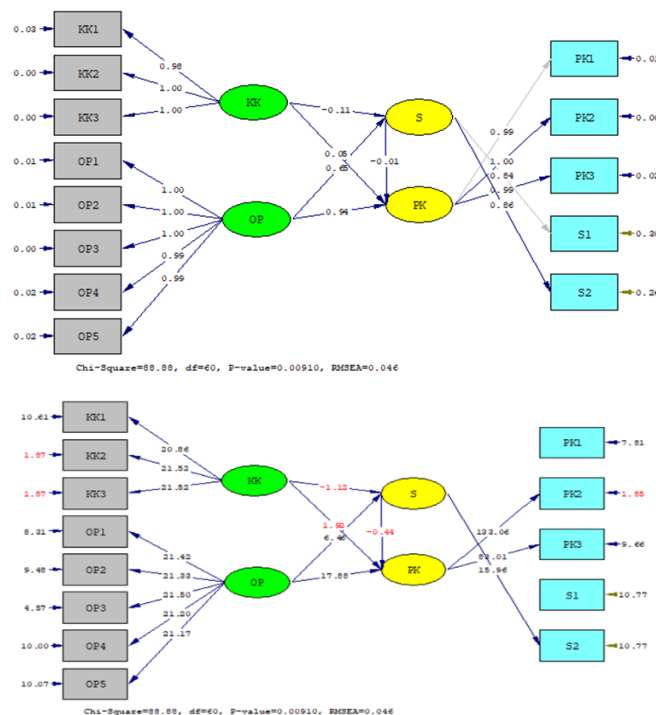 0.03 KK1
0.00 KK2
0.00 KK3
0.01 OP1
0.01 OP2
0.00 OP3
0.02 OP4
0.02 OP5
0.98
1.00
1.00
1.00
1.00
1.00
0.99
0.99
KK
OP
-0.11
0.05
0.65
0.94
-0.01
S
PK
0.99
1.00
0.84
0.99
0.86
PK1
PK2
PK3
S1
S2
Chi-Square=88.88, df=60, P-value=0.00910, RMSEA=0.046
10.61 KK1
1.87 KK2
1.87 KK3
8.31 OP1
9.48 OP2
4.57 OP3
10.00 OP4
10.07 OP5
20.86
21.52
21.52
21.42
21.33
21.50
21.20
21.17
KK
OP
-1.12
6.46
17.88
-0.44
S
PK
133.06
15.96
PK1 7.81
PK2 1.85
PK3 9.66
S1 10.77
S2 10.77
Chi-Square=88.88, df=60, P-value=0.00910, RMSEA=0.046